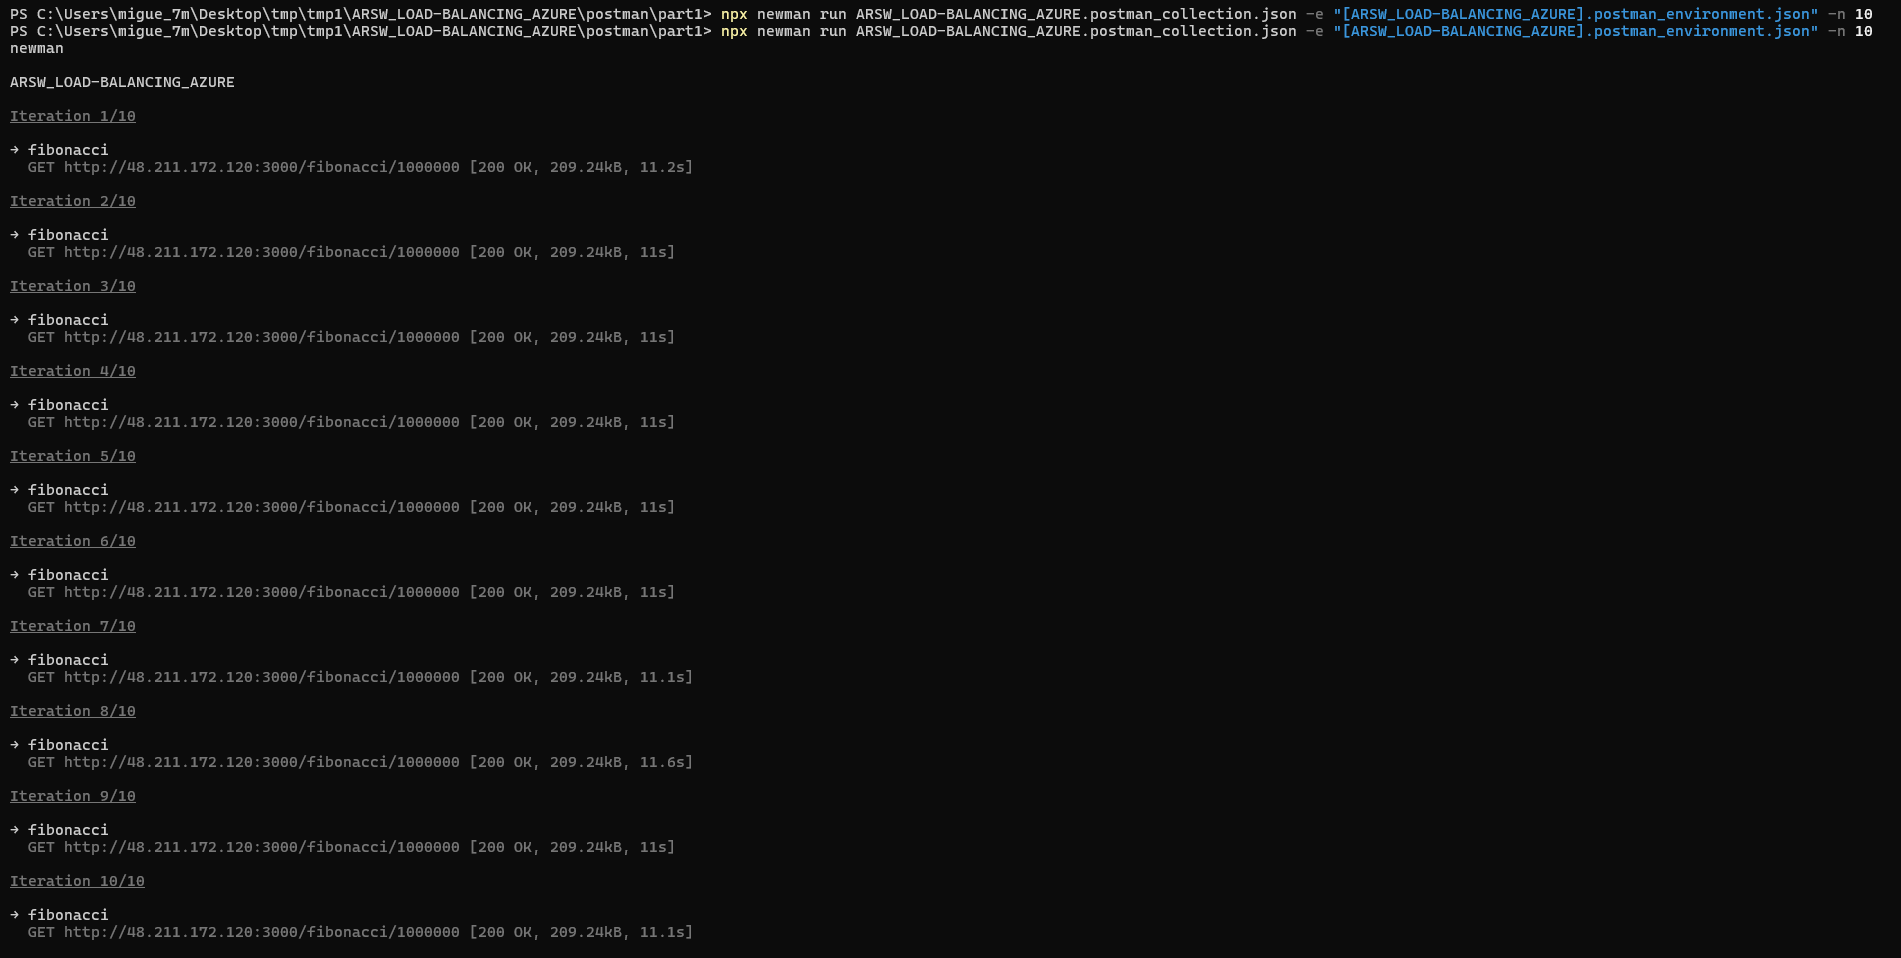 PS C:\Users\migue_7m\Desktop\tmp\tmp1\ARSW_LOAD-BALANCING_AZURE\postman\part1> npx newman run ARSW_LOAD-BALANCING_AZURE.postman_collection.json -e "[ARSW_LOAD-BALANCING_AZURE].postman_environment.json" -n 10
PS C:\Users\migue_7m\Desktop\tmp\tmp1\ARSW_LOAD-BALANCING_AZURE\postman\part1> npx newman run ARSW_LOAD-BALANCING_AZURE.postman_collection.json -e "[ARSW_LOAD-BALANCING_AZURE].postman_environment.json" -n 10
newman
ARSW_LOAD-BALANCING_AZURE
Iteration 1/10
→ fibonacci
GET http://48.211.172.120:3000/fibonacci/1000000 [200 OK, 209.24kB, 11.2s]
Iteration 2/10
→ fibonacci
GET http://48.211.172.120:3000/fibonacci/1000000 [200 OK, 209.24kB, 11s]
Iteration 3/10
→ fibonacci
GET http://48.211.172.120:3000/fibonacci/1000000 [200 OK, 209.24kB, 11s]
Iteration 4/10
→ fibonacci
GET http://48.211.172.120:3000/fibonacci/1000000 [200 OK, 209.24kB, 11s]
Iteration 5/10
→ fibonacci
GET http://48.211.172.120:3000/fibonacci/1000000 [200 OK, 209.24kB, 11s]
Iteration 6/10
→ fibonacci
GET http://48.211.172.120:3000/fibonacci/1000000 [200 OK, 209.24kB, 11s]
Iteration 7/10
→ fibonacci
GET http://48.211.172.120:3000/fibonacci/1000000 [200 OK, 209.24kB, 11.1s]
Iteration 8/10
→ fibonacci
GET http://48.211.172.120:3000/fibonacci/1000000 [200 OK, 209.24kB, 11.6s]
Iteration 9/10
→ fibonacci
GET http://48.211.172.120:3000/fibonacci/1000000 [200 OK, 209.24kB, 11s]
Iteration 10/10
→ fibonacci
GET http://48.211.172.120:3000/fibonacci/1000000 [200 OK, 209.24kB, 11.1s]